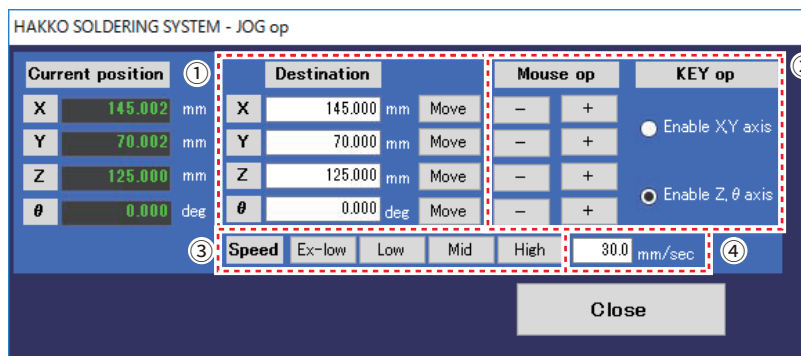 HAKKO SOLDERING SYSTEM - JOG op
Current position ① Destination Mouse op KEY op
X 145.002 mm X 145.000 mm Move − +
Y 70.002 mm Y 70.000 mm Move − +
Enable X,Y axis
Z 125.000 mm Z 125.000 mm Move − +
Enable Z, θ axis
θ 0.000 deg θ 0.000 deg Move − +
③ Speed Ex-low Low Mid High 30.0 mm/sec ④
Close